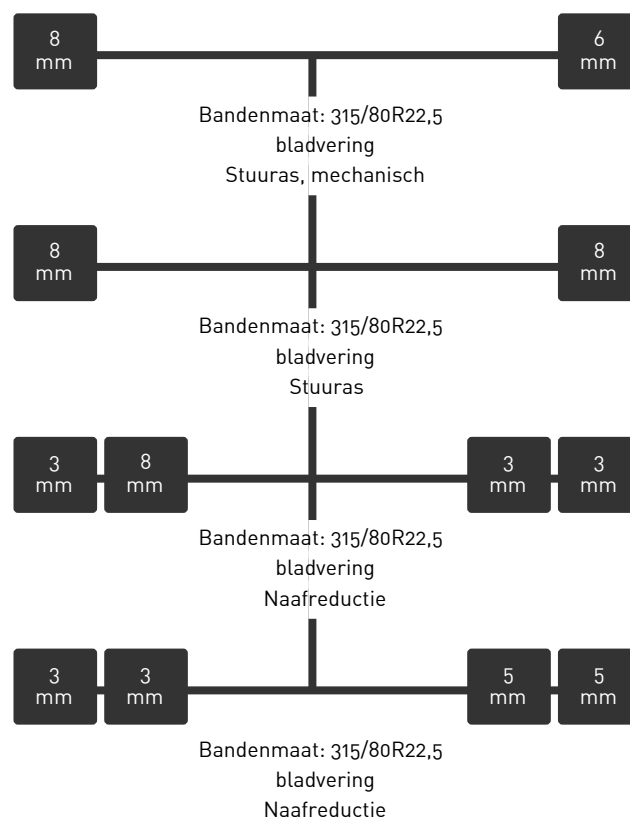 8 mm 6 mm
Bandenmaat: 315/80R22,5
bladvering
Stuuras, mechanisch
8 mm 8 mm
Bandenmaat: 315/80R22,5
bladvering
Stuuras
3 mm 8 mm 3 mm 3 mm
Bandenmaat: 315/80R22,5
bladvering
Naafreductie
3 mm 3 mm 5 mm 5 mm
Bandenmaat: 315/80R22,5
bladvering
Naafreductie